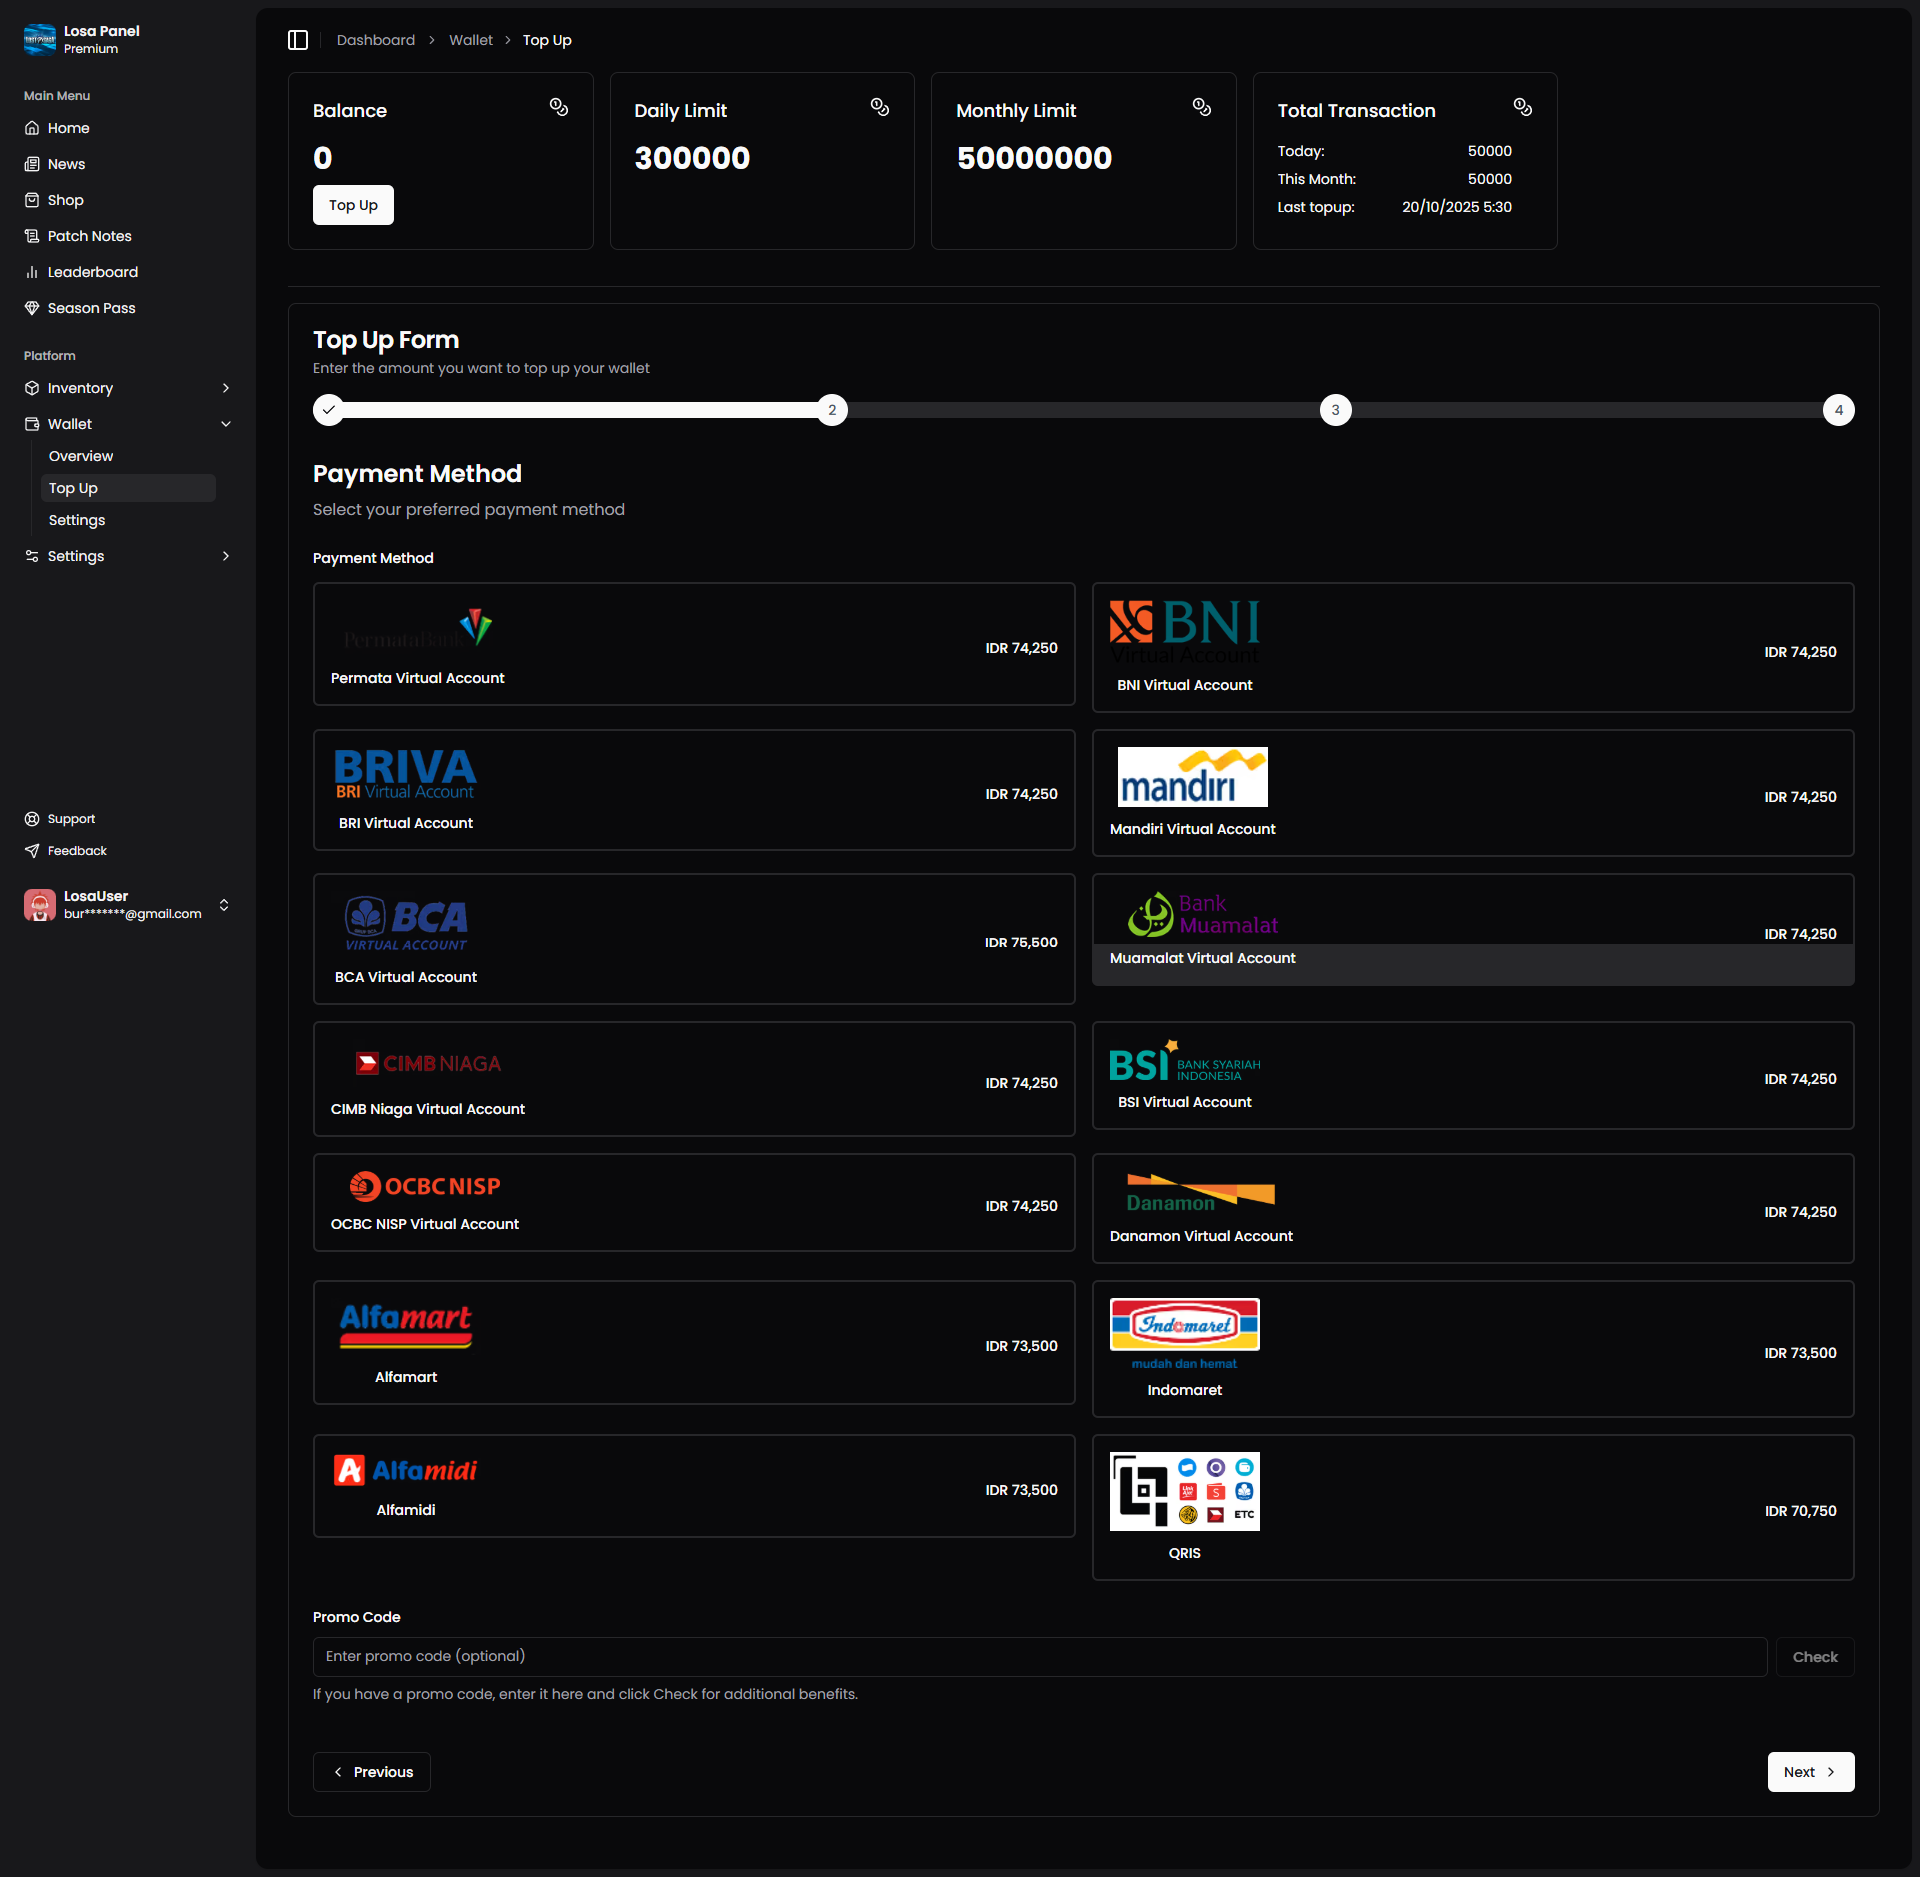 Losa Panel
Premium
Main Menu
Home
News
Shop
Patch Notes
Leaderboard
Season Pass
Platform
Inventory
Wallet
Overview
Top Up
Settings
Settings
Support
Feedback
LosaUser
bur*******@gmail.com
Dashboard > Wallet > Top Up
Balance
0
Top Up
Daily Limit
300000
Monthly Limit
50000000
Total Transaction
Today: 50000
This Month: 50000
Last topup: 20/10/2025 5:30
Top Up Form
Enter the amount you want to top up your wallet
2 3 4
Payment Method
Select your preferred payment method
Payment Method
PermataBank
Permata Virtual Account
IDR 74,250
BNI
Virtual Account
BNI Virtual Account
IDR 74,250
BRIVA
BRI Virtual Account
BRI Virtual Account
IDR 74,250
mandiri
Mandiri Virtual Account
IDR 74,250
BCA
VIRTUAL ACCOUNT
BCA Virtual Account
IDR 75,500
Bank
Muamalat
Muamalat Virtual Account
IDR 74,250
CIMB NIAGA
CIMB Niaga Virtual Account
IDR 74,250
BSI BANK SYARIAH
INDONESIA
BSI Virtual Account
IDR 74,250
OCBC NISP
OCBC NISP Virtual Account
IDR 74,250
Danamon
Danamon Virtual Account
IDR 74,250
Alfamart
Alfamart
IDR 73,500
Indomaret
mudah dan hemat
Indomaret
IDR 73,500
Alfamidi
Alfamidi
IDR 73,500
ETC
QRIS
IDR 70,750
Promo Code
Enter promo code (optional)
Check
If you have a promo code, enter it here and click Check for additional benefits.
Previous
Next